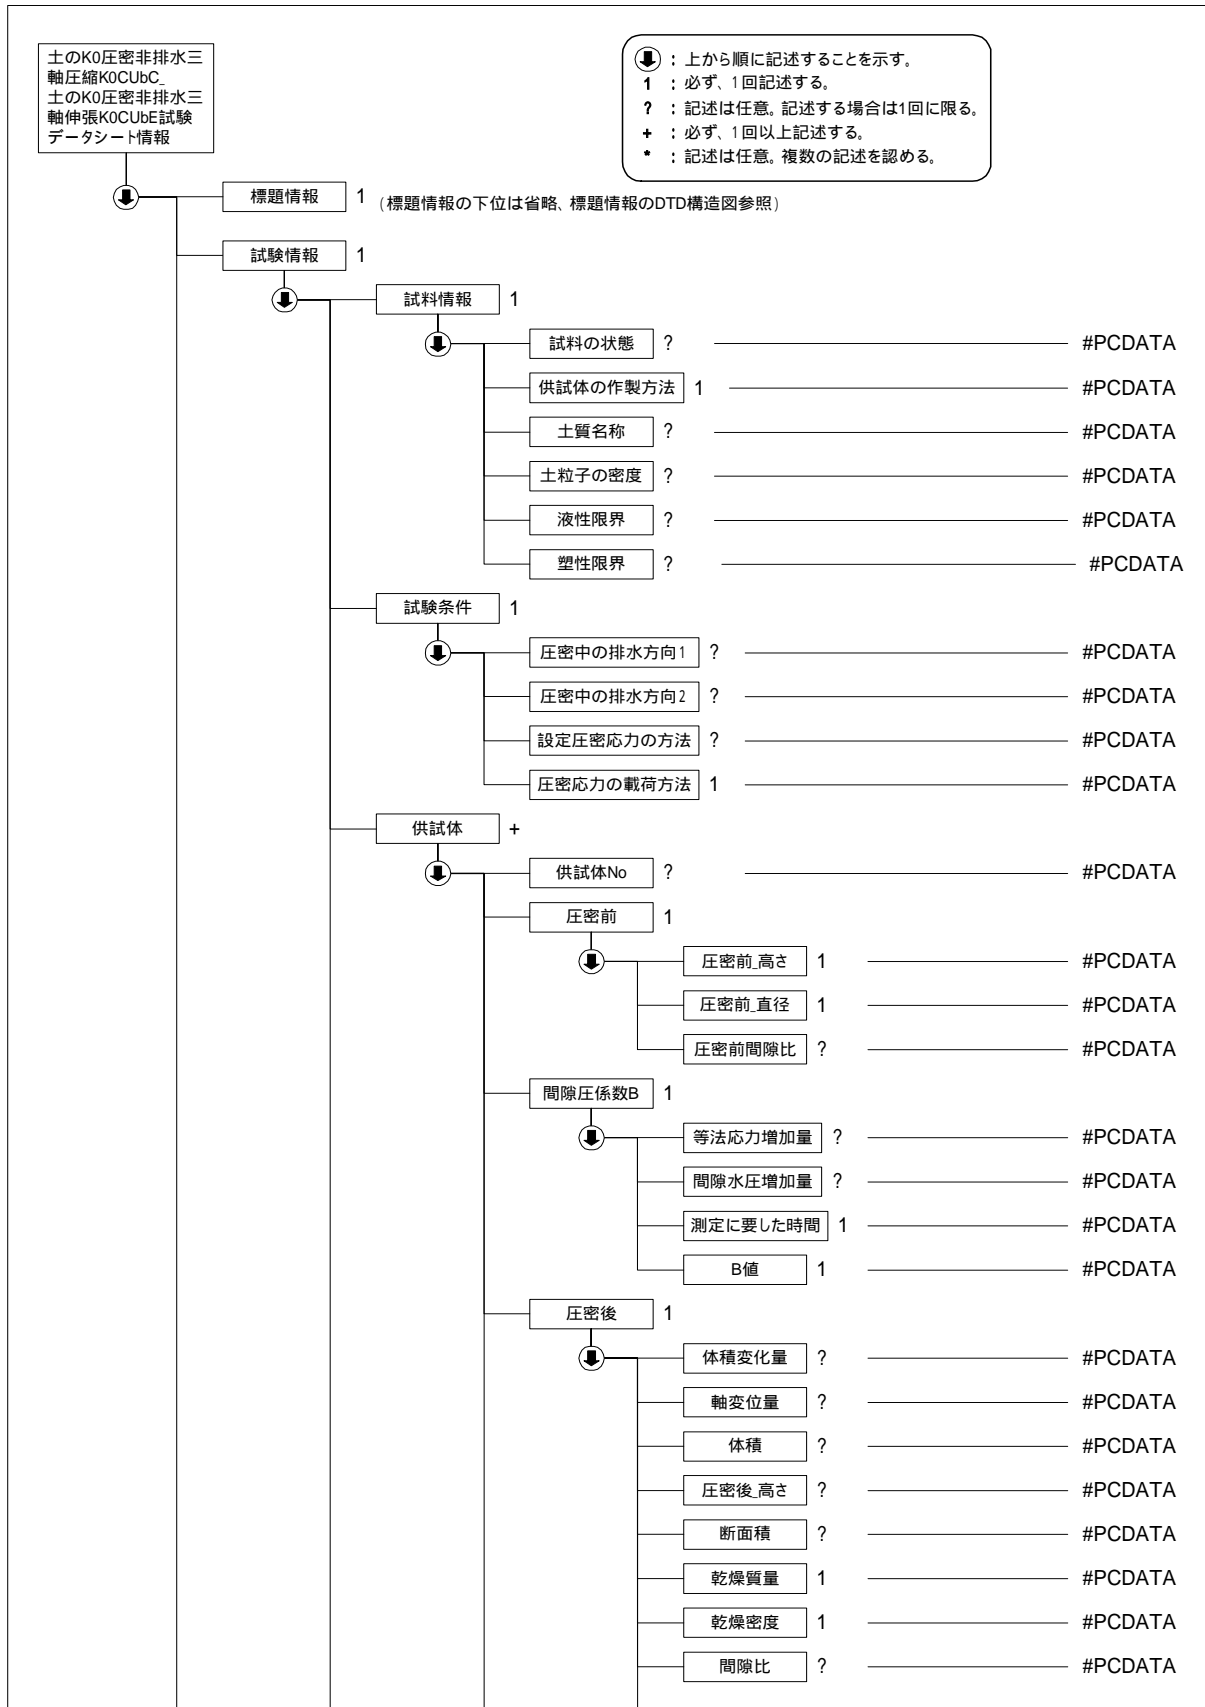 土のK0圧密非排水三
軸圧縮K0CUbC_
土のK0圧密非排水三
軸伸張K0CUbE試験
データシート情報
：上から順に記述することを示す。
1 ：必ず、1回記述する。
? ：記述は任意。記述する場合は1回に限る。
+ ：必ず、1回以上記述する。
* ：記述は任意。複数の記述を認める。
標題情報 1 (標題情報の下位は省略、標題情報のDTD構造図参照)
試験情報 1
試料情報 1
試料の状態 ? #PCDATA
供試体の作製方法 1 #PCDATA
土質名称 ? #PCDATA
土粒子の密度 ? #PCDATA
液性限界 ? #PCDATA
塑性限界 ? #PCDATA
試験条件 1
圧密中の排水方向1 ? #PCDATA
圧密中の排水方向2 ? #PCDATA
設定圧密応力の方法 ? #PCDATA
圧密応力の載荷方法 1 #PCDATA
供試体 +
供試体No ? #PCDATA
圧密前 1
圧密前_高さ 1 #PCDATA
圧密前_直径 1 #PCDATA
圧密前間隙比 ? #PCDATA
間隙圧係数B 1
等法応力増加量 ? #PCDATA
間隙水圧増加量 ? #PCDATA
測定に要した時間 1 #PCDATA
B値 1 #PCDATA
圧密後 1
体積変化量 ? #PCDATA
軸変位量 ? #PCDATA
体積 ? #PCDATA
圧密後_高さ ? #PCDATA
断面積 ? #PCDATA
乾燥質量 1 #PCDATA
乾燥密度 1 #PCDATA
間隙比 ? #PCDATA